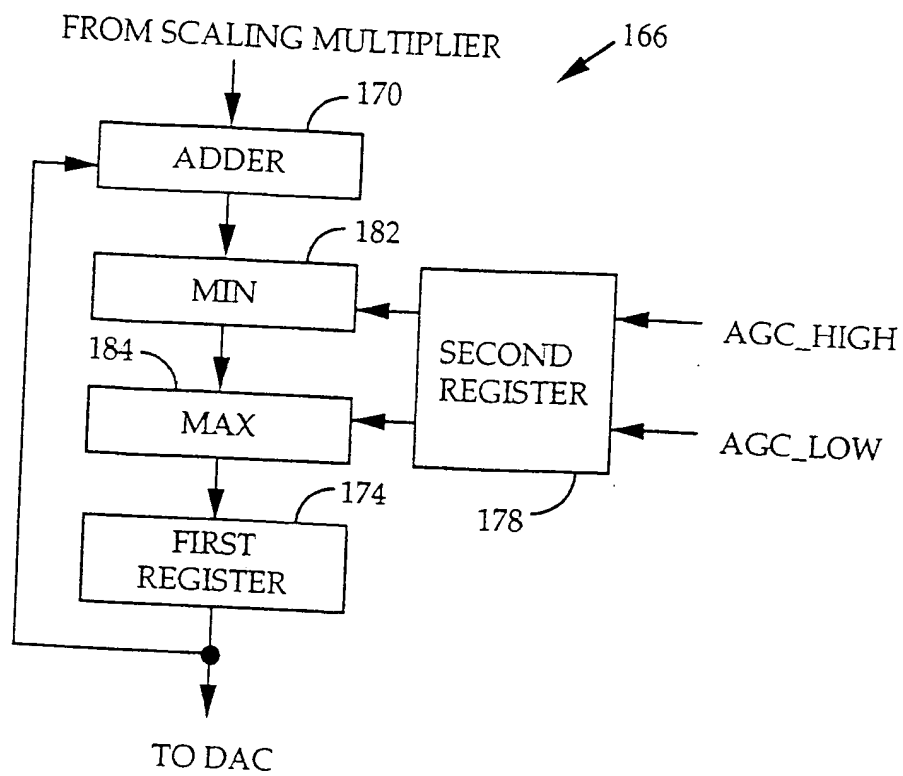 FROM SCALING MULTIPLIER
166
170
ADDER
182
MIN
184
MAX
SECOND
REGISTER
AGC_HIGH
AGC_LOW
178
174
FIRST
REGISTER
TO DAC